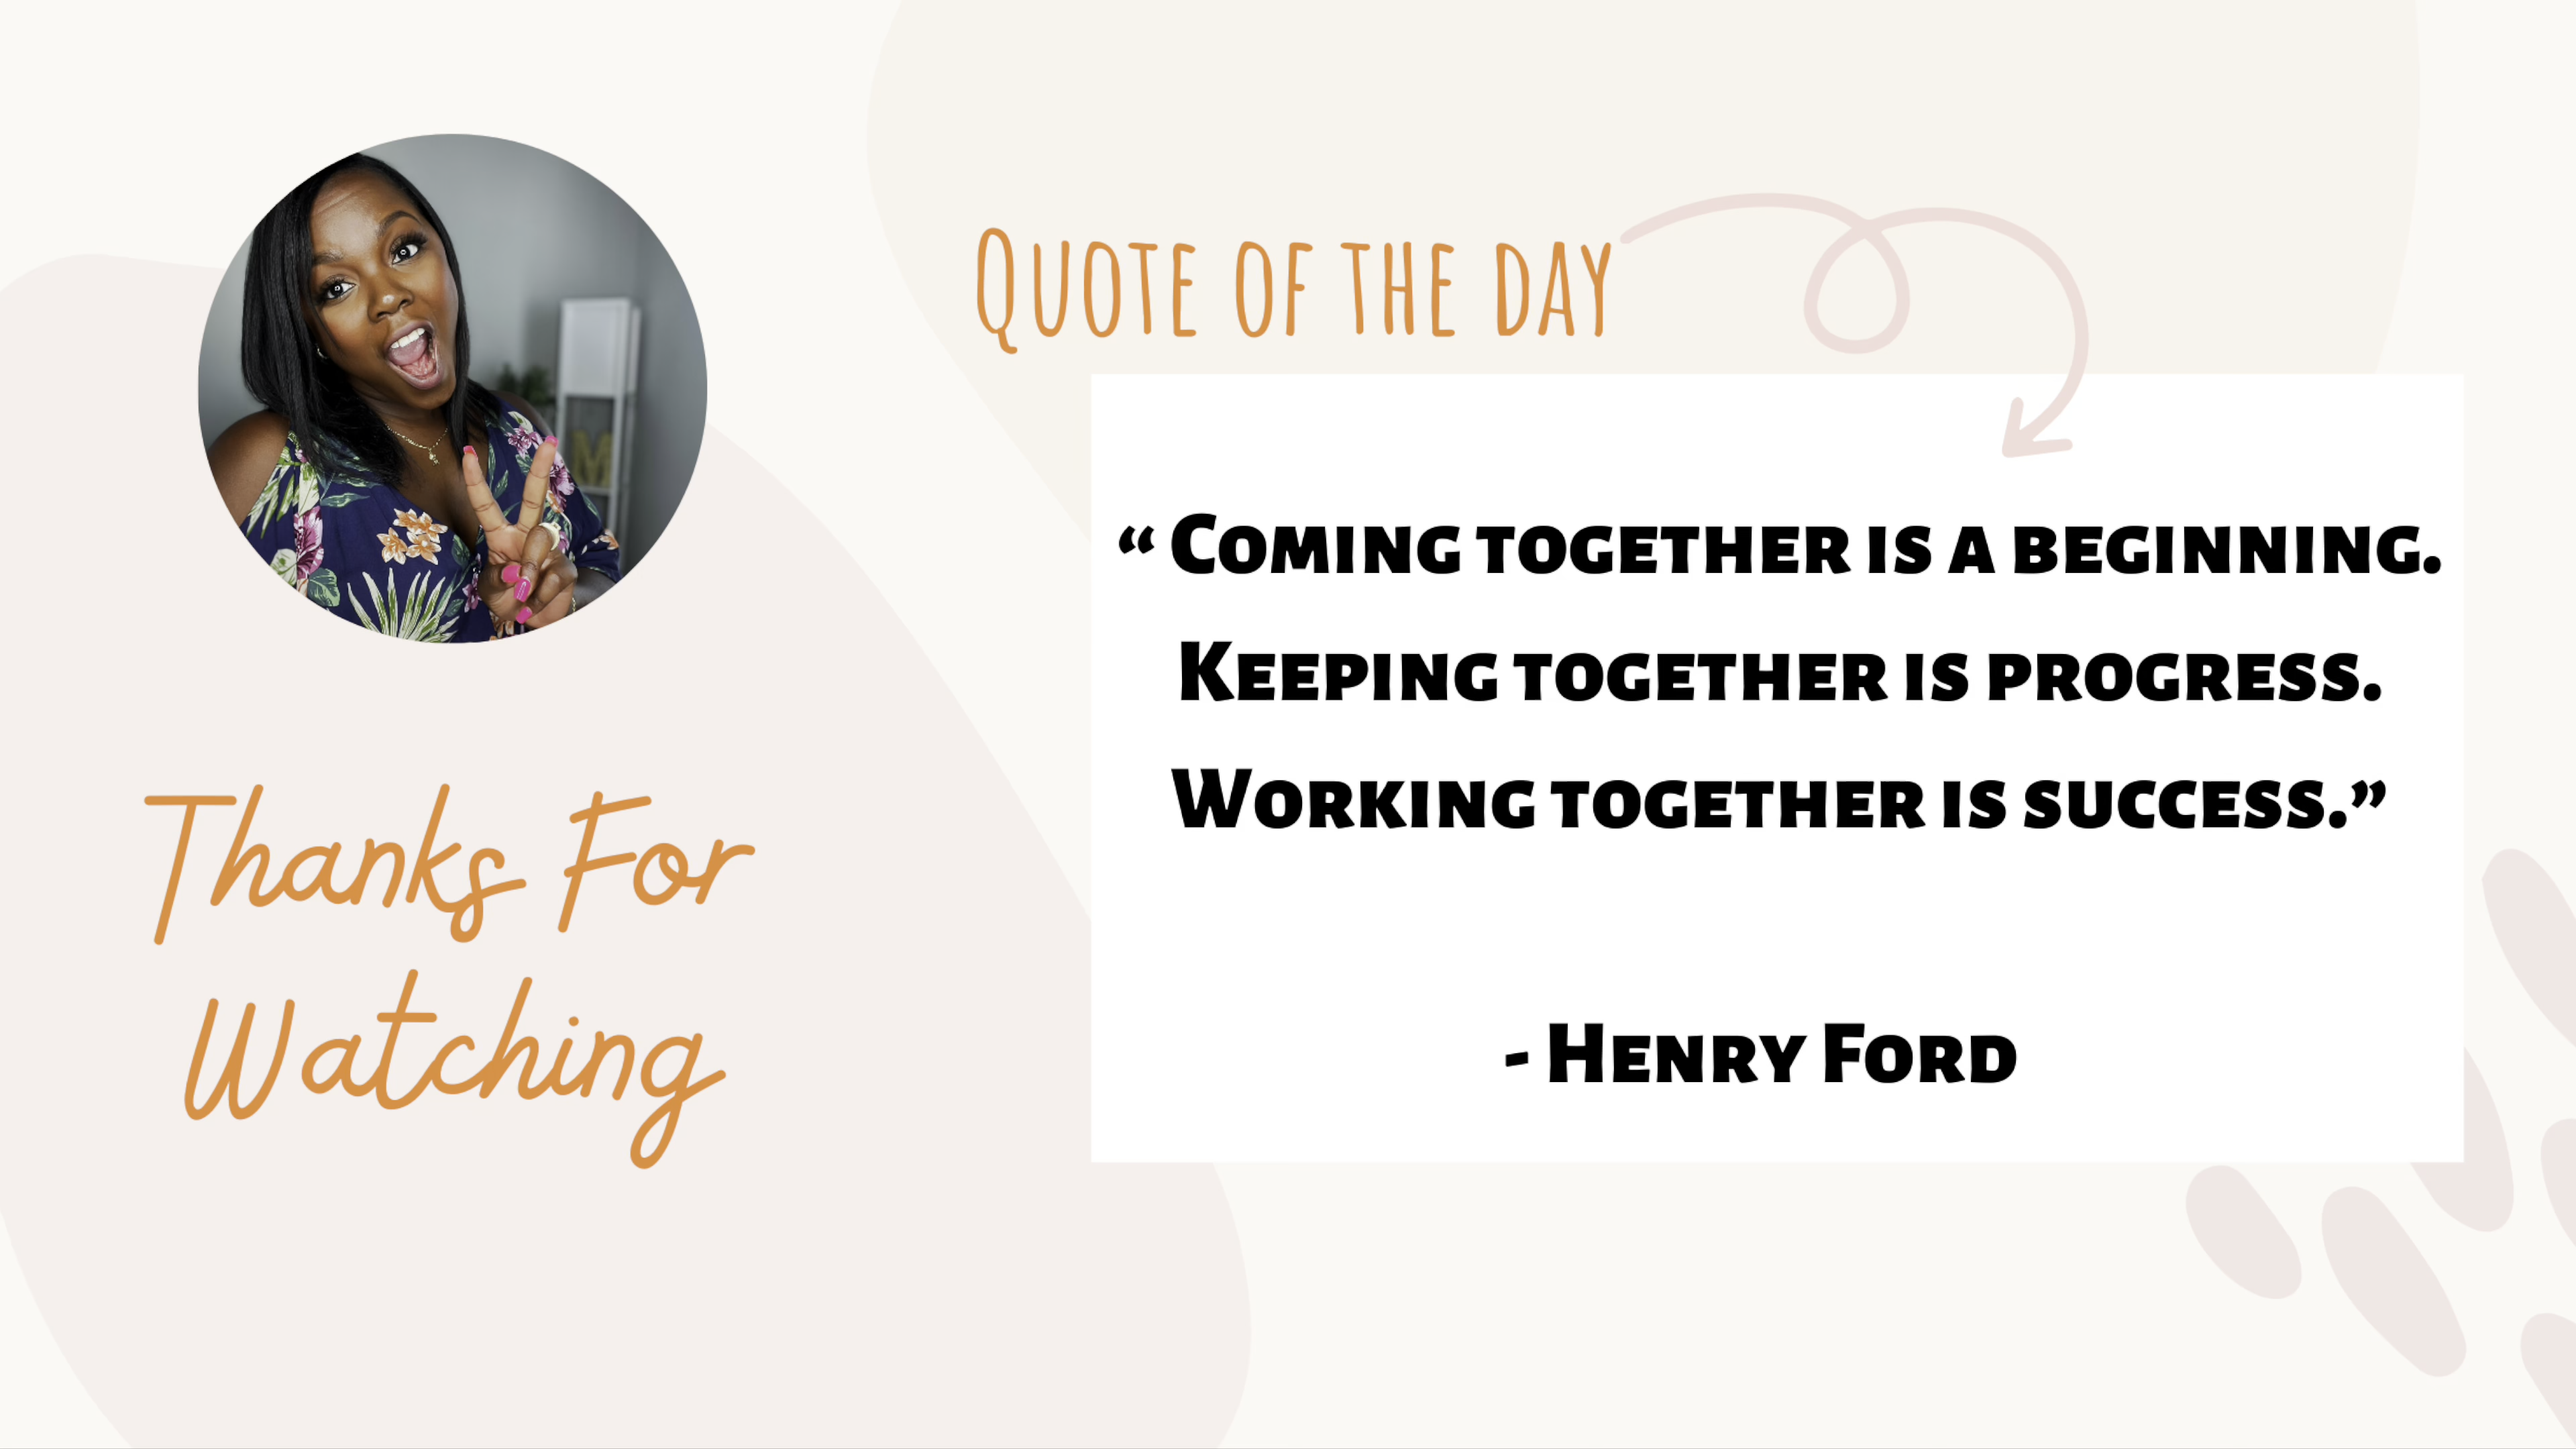 Thanks For
Watching
Quote of the day
“ Coming together is a beginning.
Keeping together is progress.
Working together is success.”
- Henry Ford
M